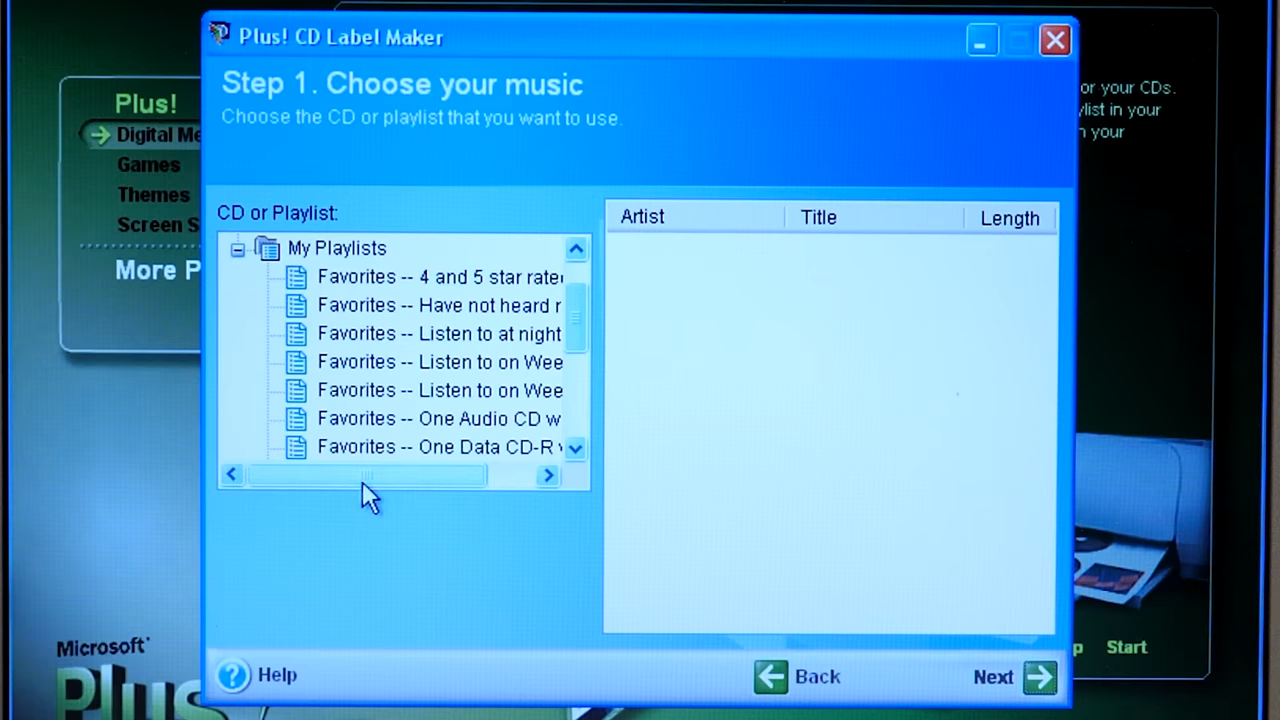 Plus! CD Label Maker
Step 1. Choose your music
Choose the CD or playlist that you want to use.
or your CDs.
ylist in your
n your
Plus!
Digital Me
Games
Themes
Screen S
More P
CD or Playlist:
My Playlists
Favorites -- 4 and 5 star rate
Favorites -- Have not heard r
Favorites -- Listen to at night
Favorites -- Listen to on Wee
Favorites -- Listen to on Wee
Favorites -- One Audio CD w
Favorites -- One Data CD-R
Artist Title Length
Microsoft
Plus
? Help
Back
Next
p Start